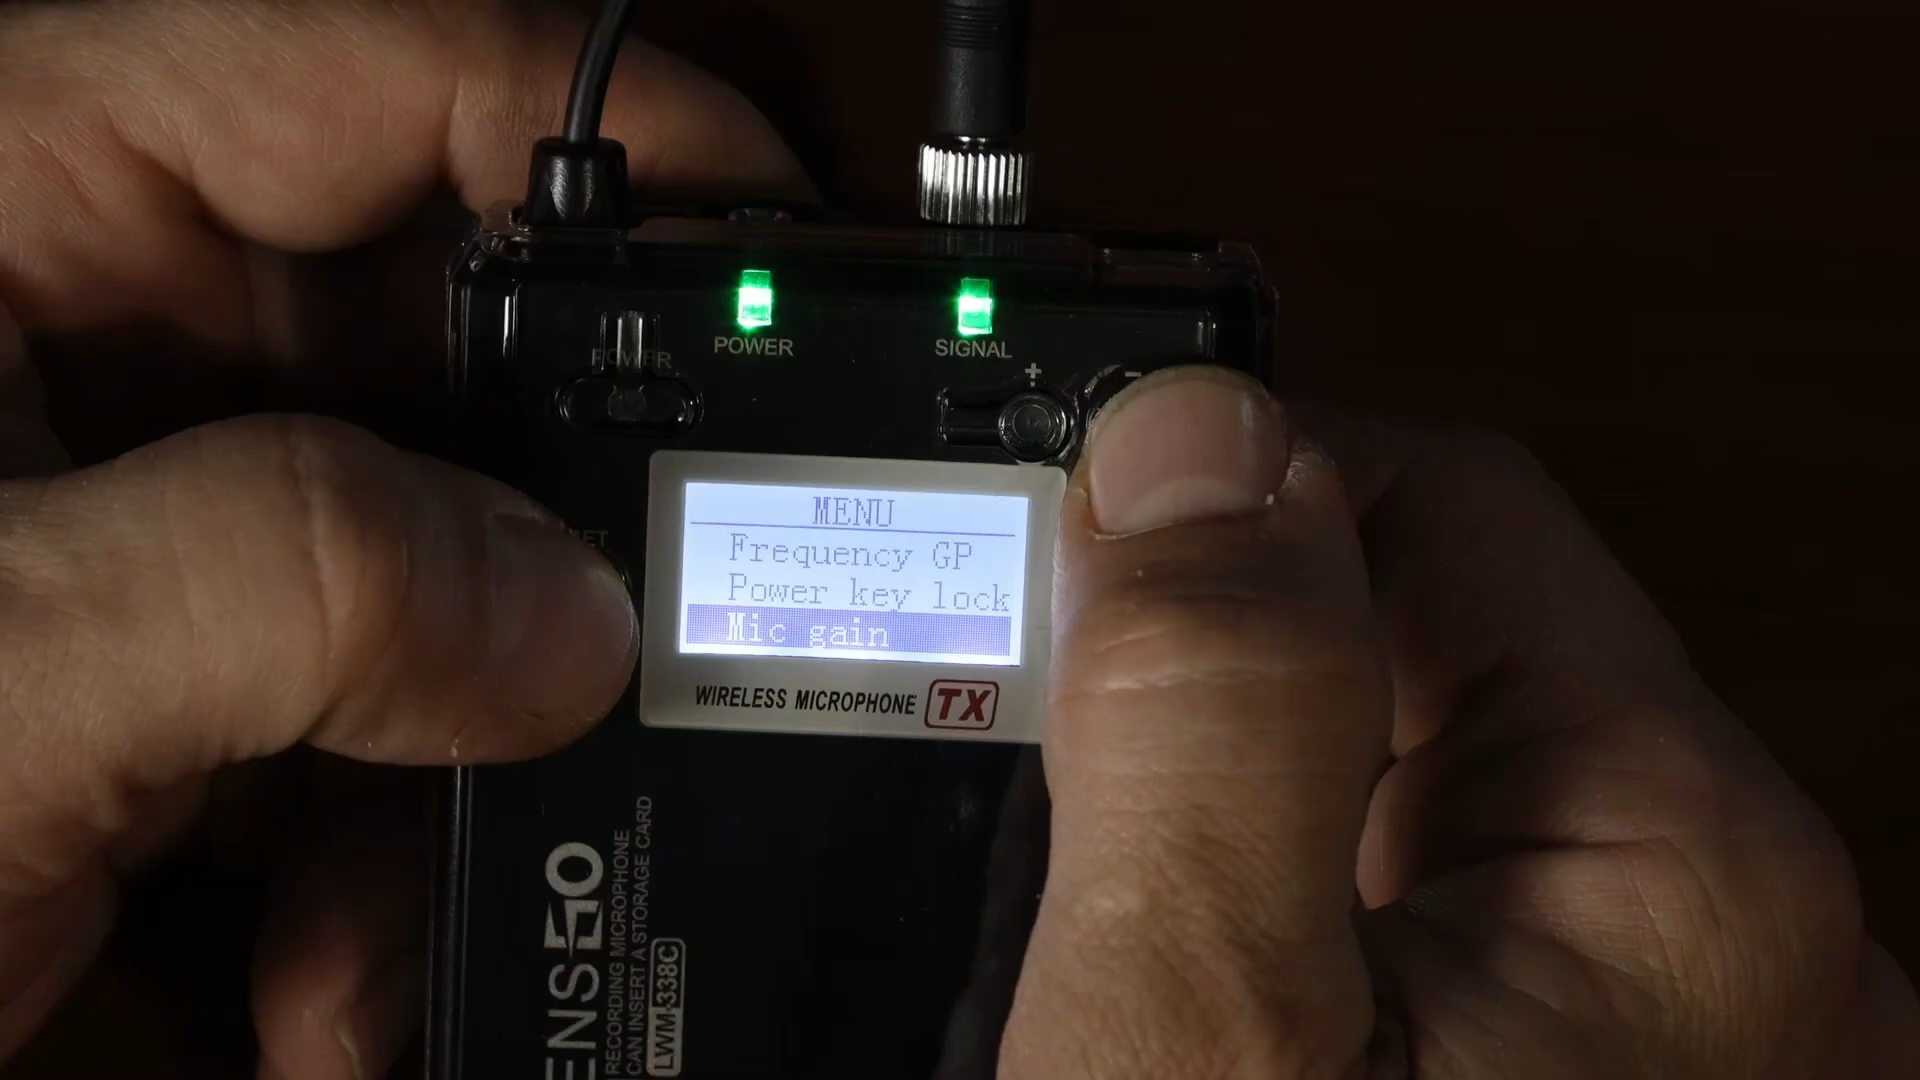 POWER
SIGNAL
POWER
+
-
MENU
Frequency GP
Power key lock
Mic gain
WIRELESS MICROPHONE TX
RECORDING MICROPHONE
CAN INSERT A STORAGE CARD
LWM-338C